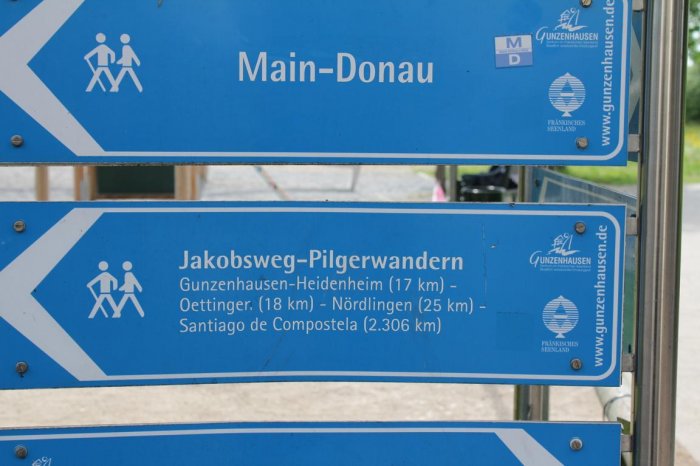 Main-Donau
M
D
GUNZENHAUSEN
FRÄNKISCHES
SEENLAND
www.gunzenhausen.de
Jakobsweg-Pilgerwandern
Gunzenhausen-Heidenheim (17 km) -
Oettinger. (18 km) - Nördlingen (25 km) -
Santiago de Compostela (2.306 km)
GUNZENHAUSEN
FRÄNKISCHES
SEENLAND
www.gunzenhausen.de